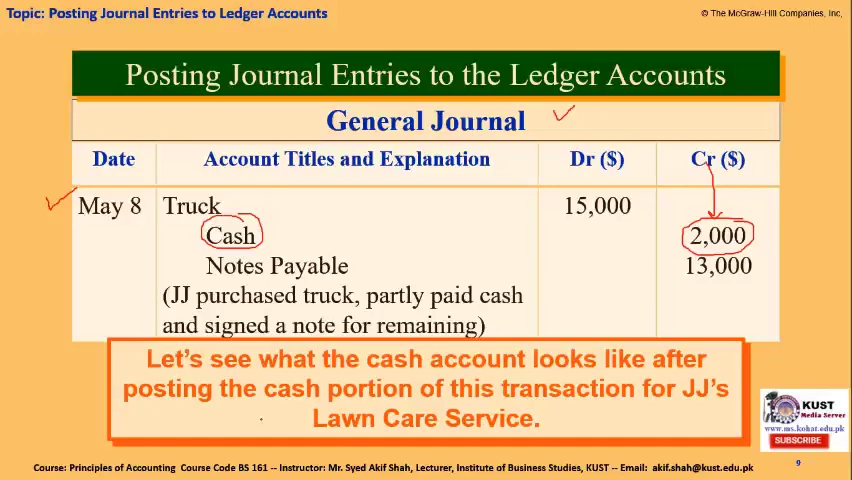 Topic: Posting Journal Entries to Ledger Accounts
© The McGraw-Hill Companies, Inc,
Posting Journal Entries to the Ledger Accounts
General Journal
Date Account Titles and Explanation Dr ($) Cr ($)
May 8 Truck 15,000
Cash 2,000
Notes Payable 13,000
(JJ purchased truck, partly paid cash
and signed a note for remaining)
Let's see what the cash account looks like after
posting the cash portion of this transaction for JJ's
Lawn Care Service.
KUST
Media Server
www.ms.kohat.edu.pk
SUBSCRIBE
Course: Principles of Accounting Course Code BS 161 -- Instructor: Mr. Syed Akif Shah, Lecturer, Institute of Business Studies, KUST -- Email: akif.shah@kust.edu.pk
9